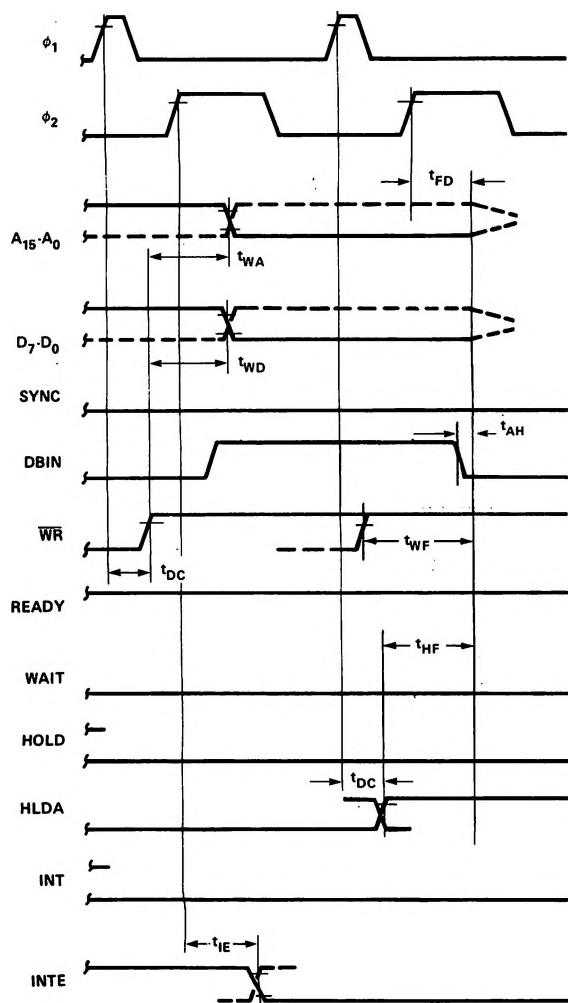 ϕ1
ϕ2
tFD
A15-A0
tWA
D7-D0
tWD
SYNC
tAH
DBIN
WR
tWF
tDC
READY
tHF
WAIT
HOLD
tDC
HLDA
INT
tIE
INTE